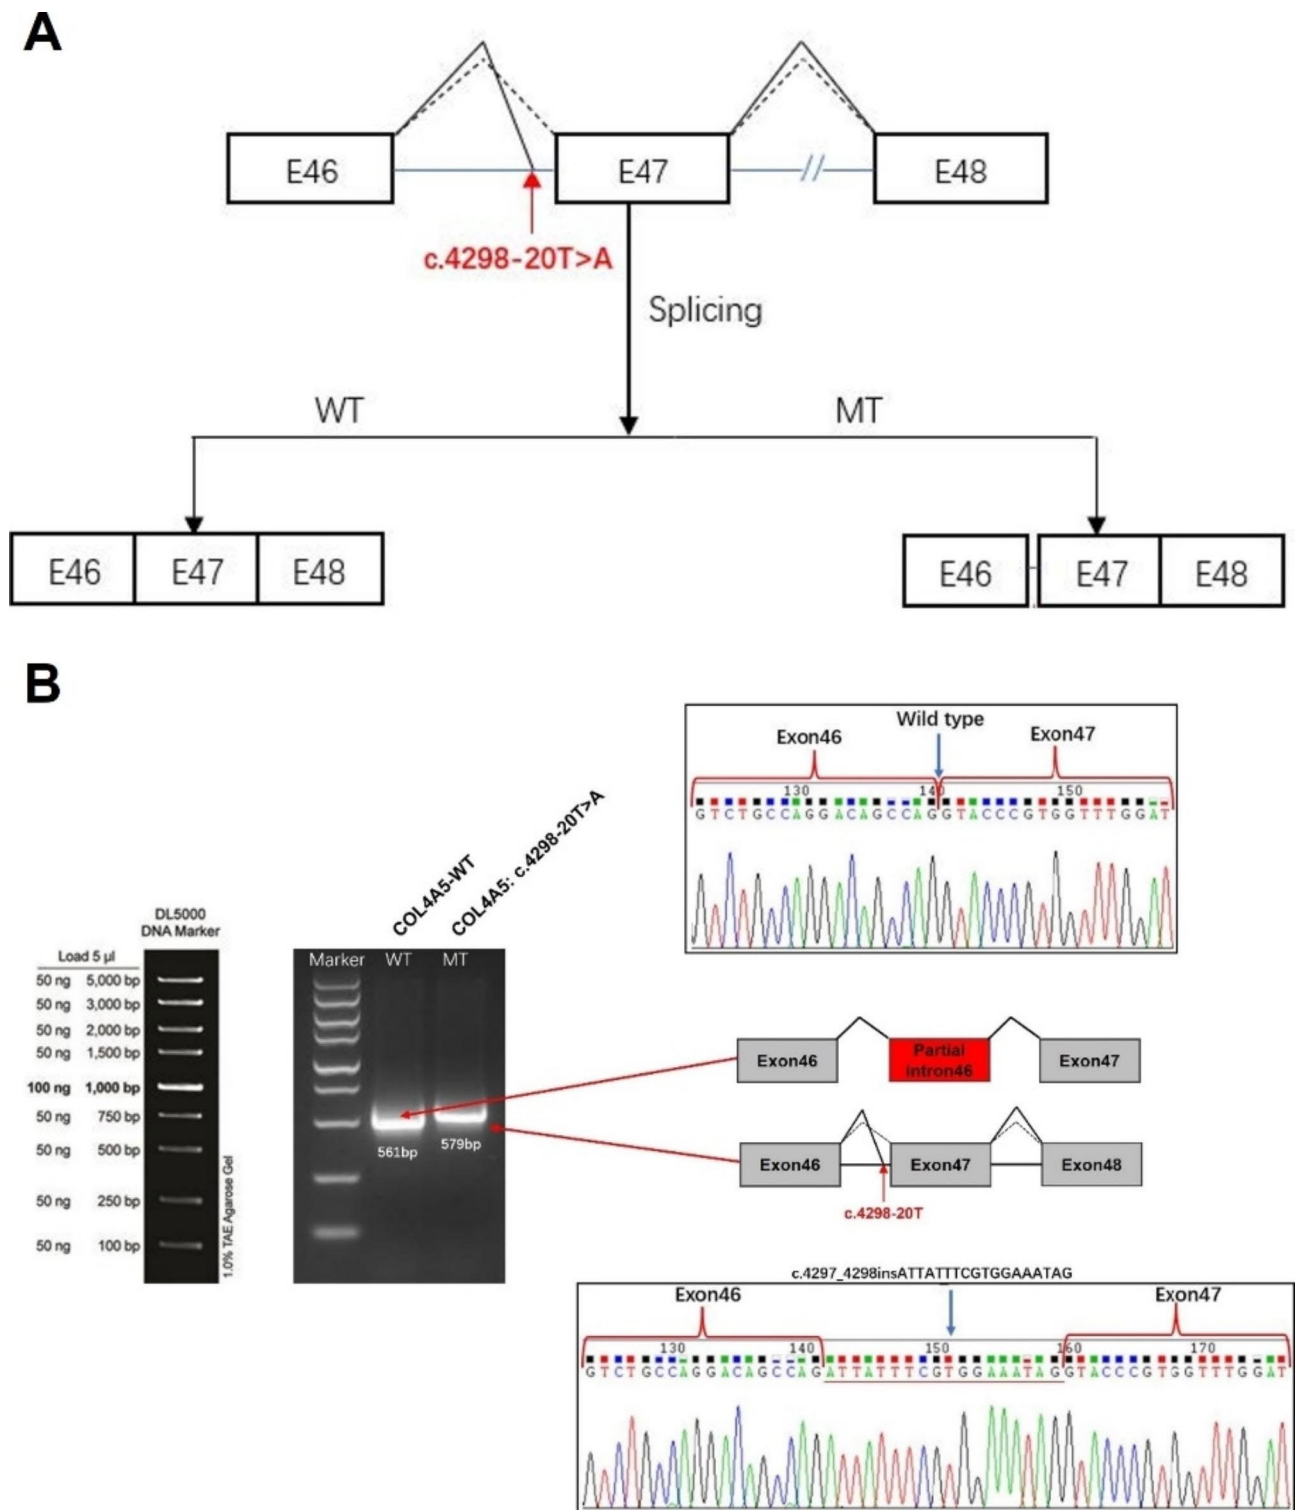 A
E46
E47
E48
c.4298-20T>A
Splicing
WT
MT
E46
E47
E48
E46
E47
E48
B
Wild type
Exon46
Exon47
130
140
150
GTCTGCCAGGACAGCCAGGTACCCGTGGTTTGGAT
COL4A5-WT
COL4A5: c.4298-20T>A
DL5000
DNA Marker
Load 5 µl
50 ng 5,000 bp
50 ng 3,000 bp
50 ng 2,000 bp
50 ng 1,500 bp
100 ng 1,000 bp
50 ng 750 bp
50 ng 500 bp
50 ng 250 bp
50 ng 100 bp
1.0% TAE Agarose Gel
Marker
WT
MT
561bp
579bp
Exon46
Partial
intron46
Exon47
Exon46
Exon47
Exon48
c.4298-20T
c.4297_4298insATTATTTCGTGGAAATAG
Exon46
Exon47
130
140
150
160
170
GTCTGCCAGGACAGCCAGATTATTTCGTGGAAATAGGTACCCGTGGTTTGGAT